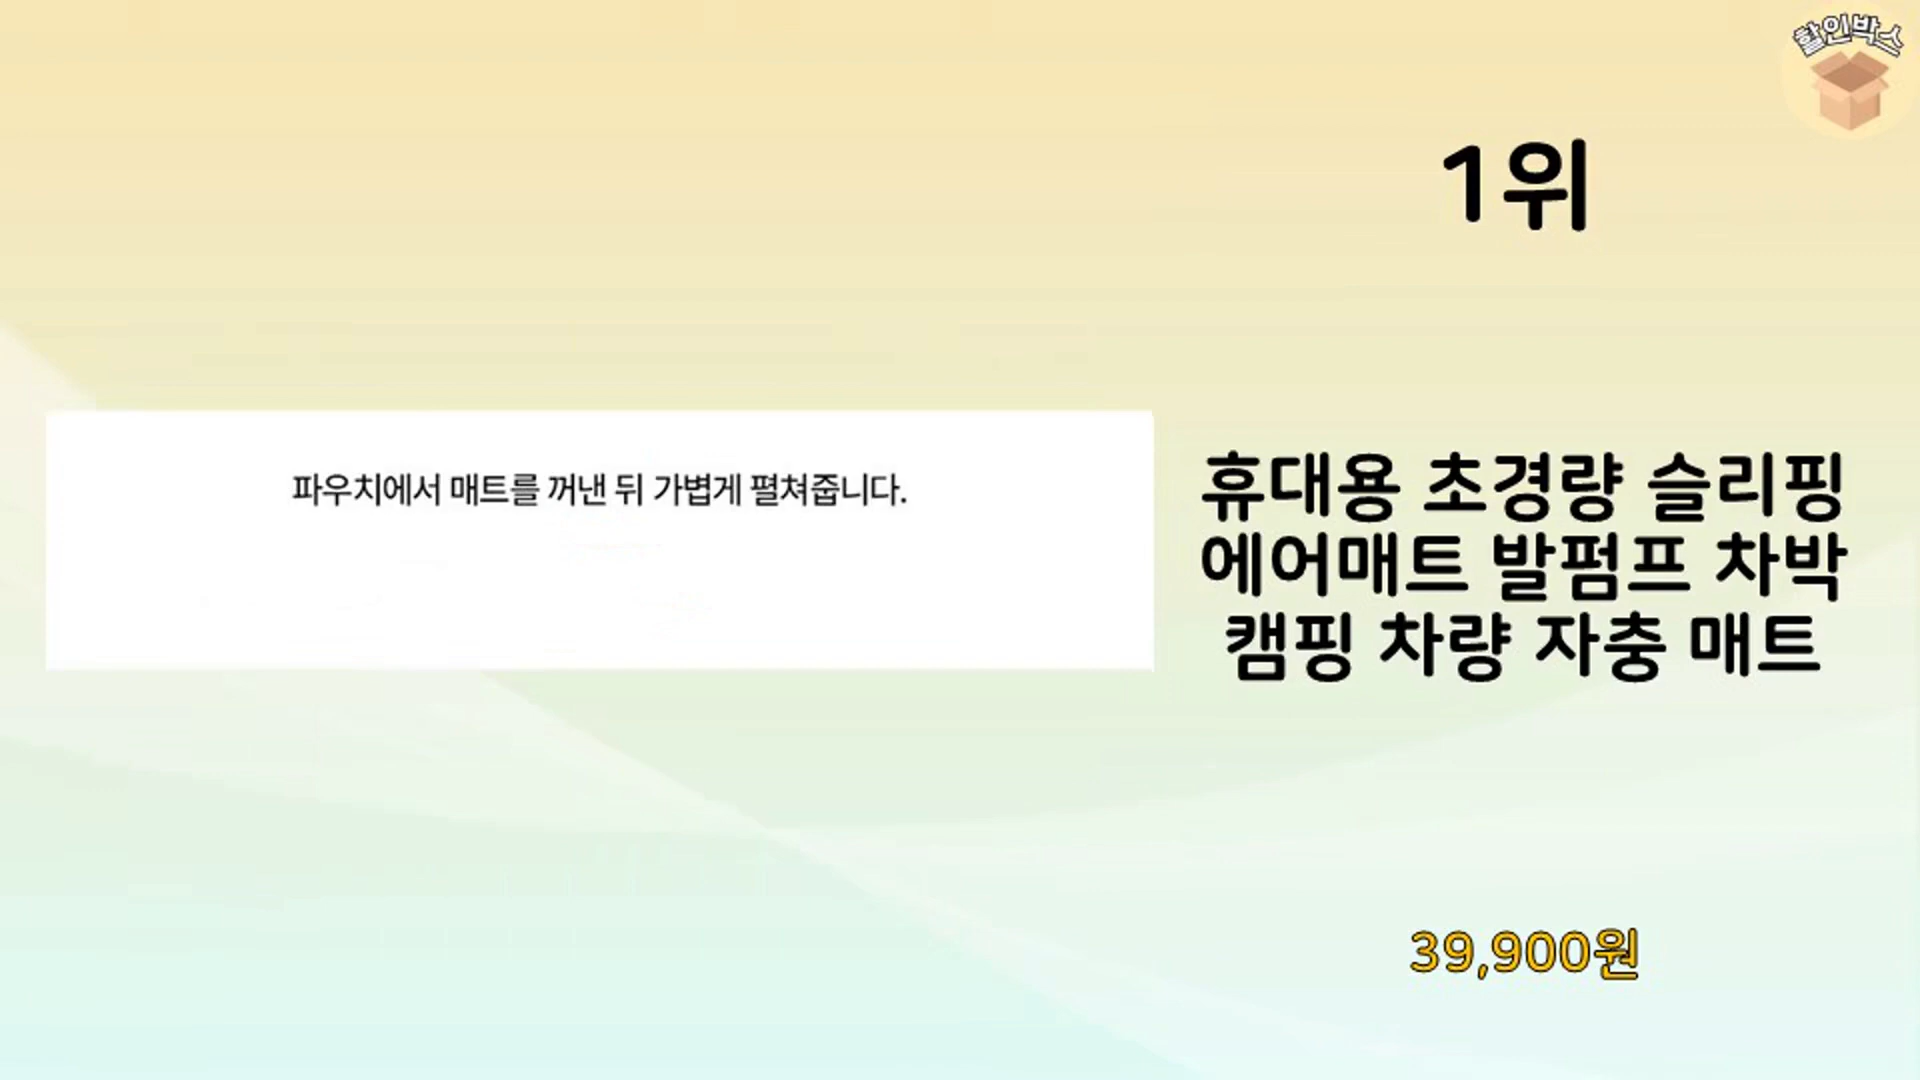 할인박스
1위
파우치에서 매트를 꺼낸 뒤 가볍게 펼쳐줍니다.
휴대용 초경량 슬리핑
에어매트 발펌프 차박
캠핑 차량 자충 매트
39,900원